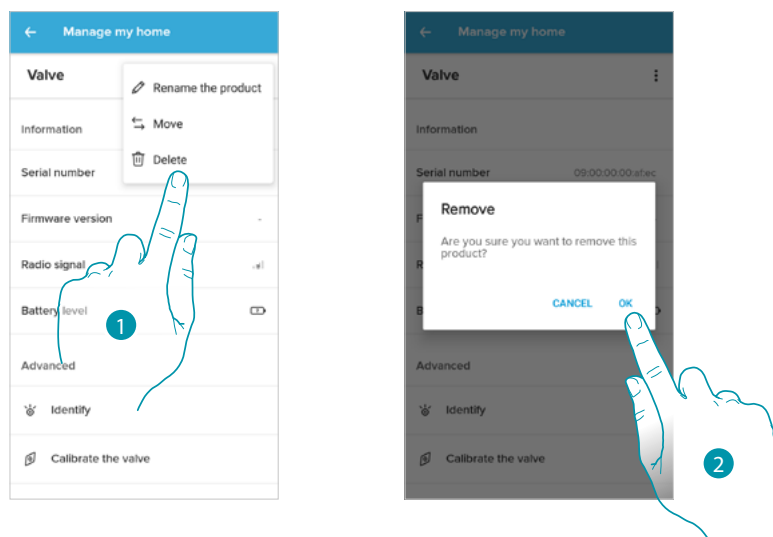 ← Manage my home
Valve
Rename the product
Move
Delete
Information
Serial number
Firmware version
-
Radio signal
Battery level
Advanced
Identify
Calibrate the valve
1
← Manage my home
Valve
Information
Serial number 09:00:00:00:af:ec
F
R
B
Remove
Are you sure you want to remove this
product?
CANCEL OK
Advanced
Identify
Calibrate the valve
2